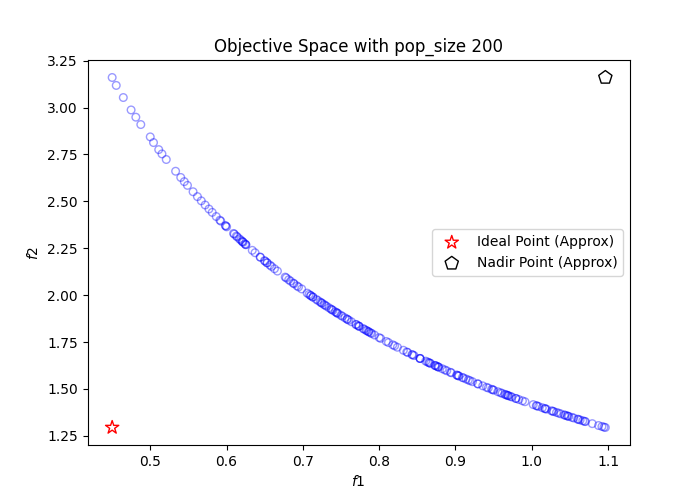 Objective Space with pop_size 200
3.25
3.00
2.75
2.50
2.25
2.00
1.75
1.50
1.25
f2
Ideal Point (Approx)
Nadir Point (Approx)
0.5 0.6 0.7 0.8 0.9 1.0 1.1
f1